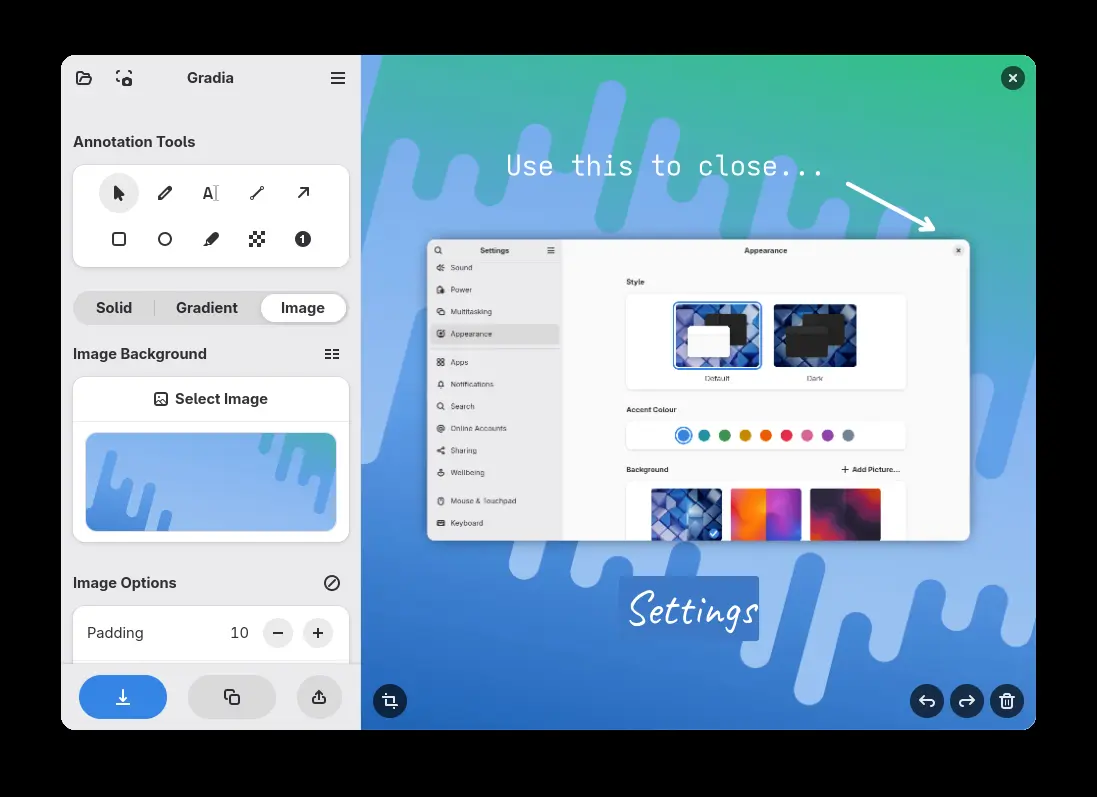 Gradia
Annotation Tools
A
1
Solid
Gradient
Image
Image Background
Select Image
Image Options
Padding
10
Use this to close...
Settings
Sound
Power
Multitasking
Appearance
Apps
Notifications
Search
Online Accounts
Sharing
Wellbeing
Mouse & Touchpad
Keyboard
Appearance
Style
Default
Dark
Accent Colour
Background
Add Picture...
Settings